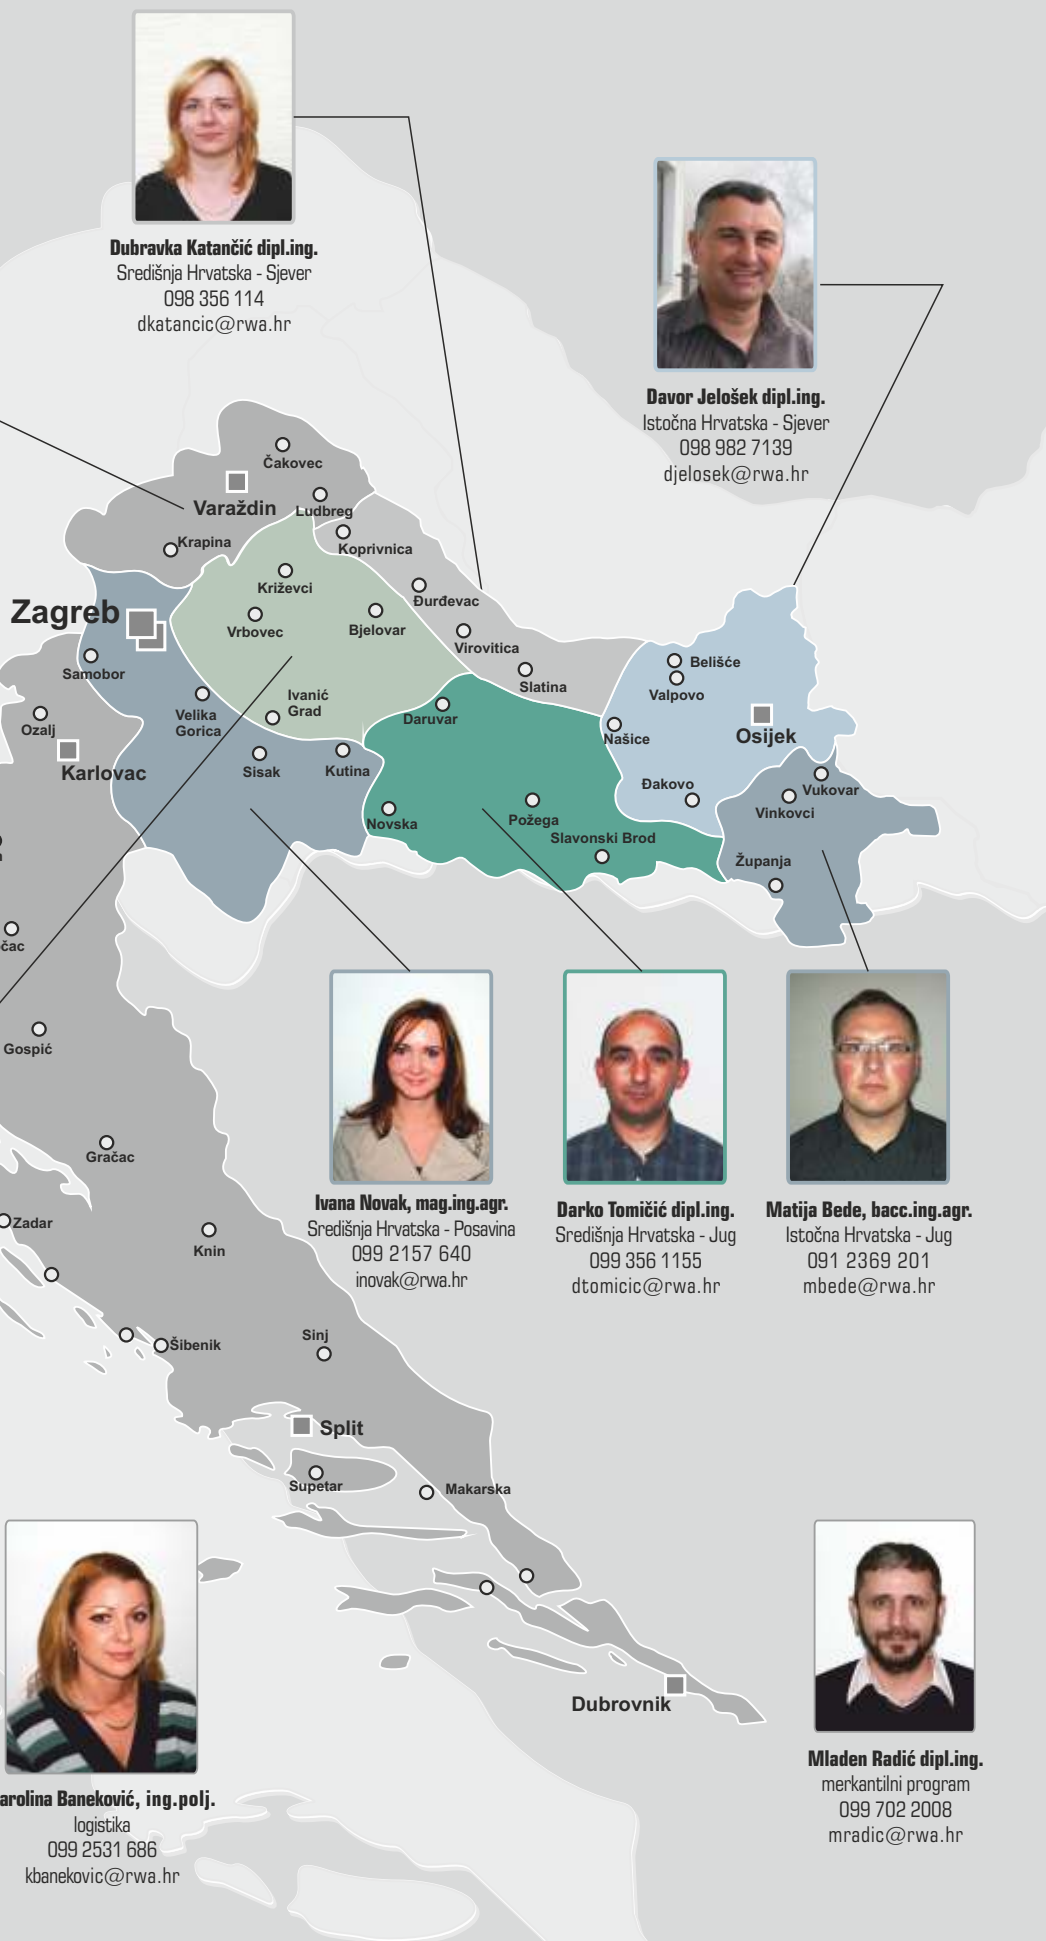 Dubravka Katančić dipl.ing.
Središnja Hrvatska - Sjever
098 356 114
dkatancic@rwa.hr
Davor Jelošek dipl.ing.
Istočna Hrvatska - Sjever
098 982 7139
djelosek@rwa.hr
Čakovec
Varaždin
Ludbreg
Krapina
Koprivnica
Križevci
Đurđevac
Zagreb
Vrbovec
Bjelovar
Virovitica
Samobor
Belišće
Slatina
Valpovo
Ivanić
Grad
Velika
Gorica
Daruvar
Ozalj
Našice
Osijek
Karlovac
Sisak
Kutina
Đakovo
Vukovar
Vinkovci
Novska
Požega
Slavonski Brod
Županja
čac
Gospić
Gračac
Ivana Novak, mag.ing.agr.
Središnja Hrvatska - Posavina
099 2157 640
inovak@rwa.hr
Darko Tomičić dipl.ing.
Središnja Hrvatska - Jug
099 356 1155
dtomicic@rwa.hr
Matija Bede, bacc.ing.agr.
Istočna Hrvatska - Jug
091 2369 201
mbede@rwa.hr
Zadar
Knin
Šibenik
Sinj
Split
Supetar
Makarska
Dubrovnik
arolina Baneković, ing.polj.
logistika
099 2531 686
kbanekovic@rwa.hr
Mladen Radić dipl.ing.
merkantilni program
099 702 2008
mradic@rwa.hr